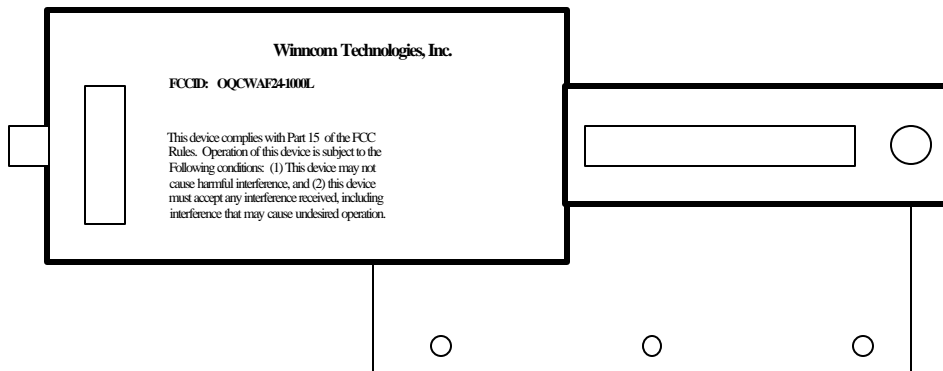 Winncom Technologies, Inc.
FCCID: OQCWAF24-1000L
This device complies with Part 15 of the FCC
Rules. Operation of this device is subject to the
Following conditions: (1) This device may not
cause harmful interference, and (2) this device
must accept any interference received, including
interference that may cause undesired operation.